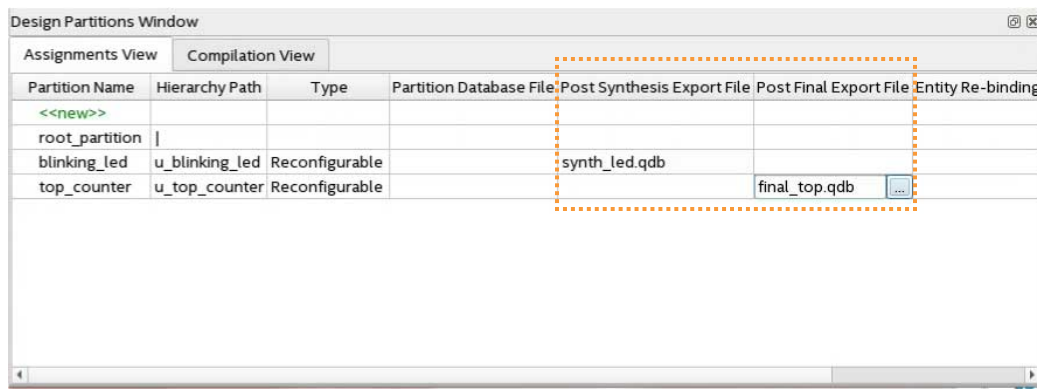 Design Partitions Window
Assignments View Compilation View
Partition Name Hierarchy Path Type Partition Database File Post Synthesis Export File Post Final Export File Entity Re-binding
<<new>>
root_partition |
blinking_led u_blinking_led Reconfigurable synth_led.qdb
top_counter u_top_counter Reconfigurable final_top.qdb ...